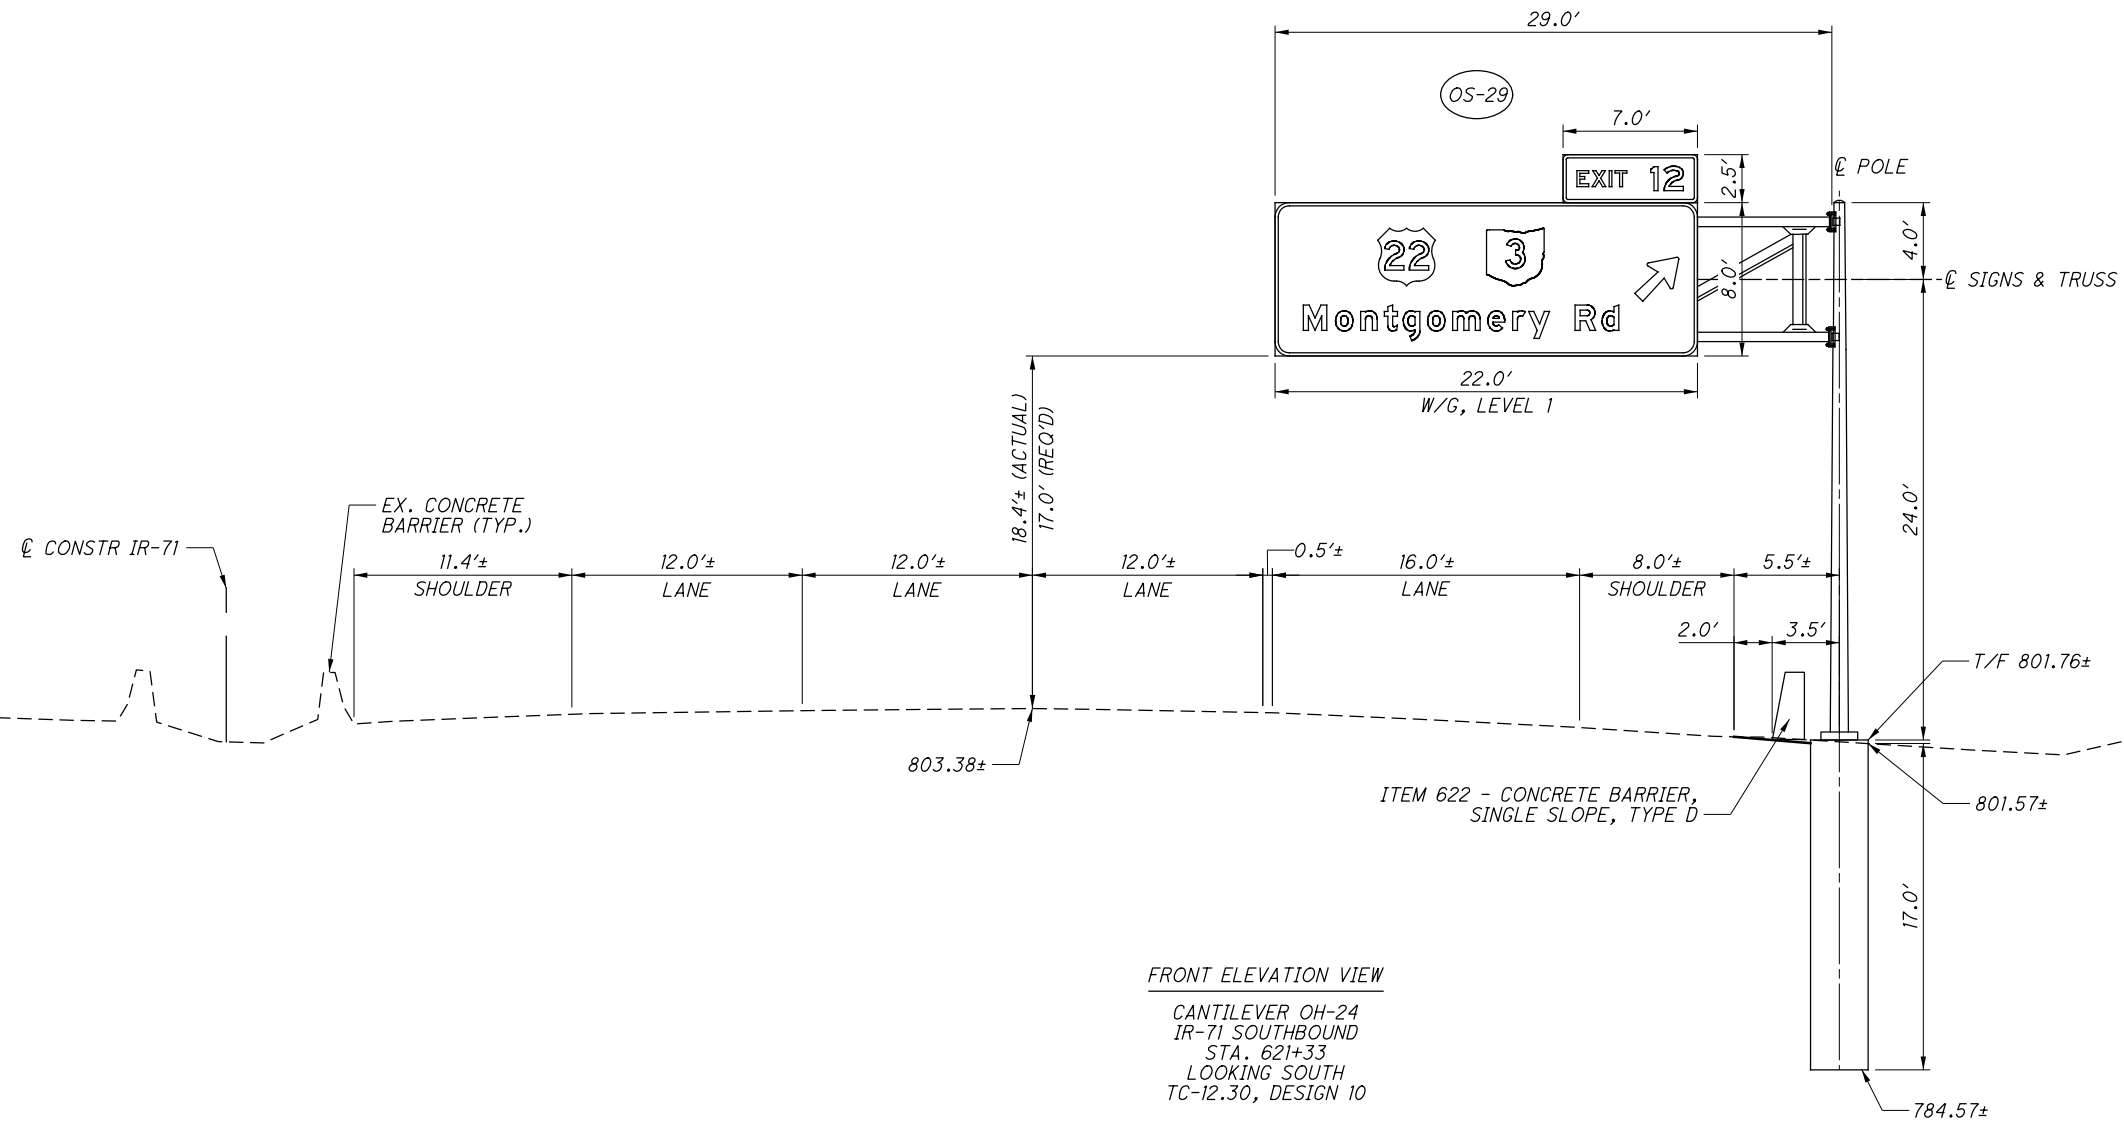 29.0'
OS-29
7.0'
EXIT 12
2.5'
℄ POLE
4.0'
22 3
8.0'
℄ SIGNS & TRUSS
Montgomery Rd
22.0'
W/G, LEVEL 1
18.4'± (ACTUAL)
17.0' (REQ'D)
24.0'
EX. CONCRETE
BARRIER (TYP.)
℄ CONSTR IR-71
11.4'±
SHOULDER
12.0'±
LANE
12.0'±
LANE
12.0'±
LANE
0.5'±
16.0'±
LANE
8.0'±
SHOULDER
5.5'±
2.0'
3.5'
T/F 801.76±
803.38±
ITEM 622 - CONCRETE BARRIER,
SINGLE SLOPE, TYPE D
801.57±
17.0'
FRONT ELEVATION VIEW
CANTILEVER OH-24
IR-71 SOUTHBOUND
STA. 621+33
LOOKING SOUTH
TC-12.30, DESIGN 10
784.57±